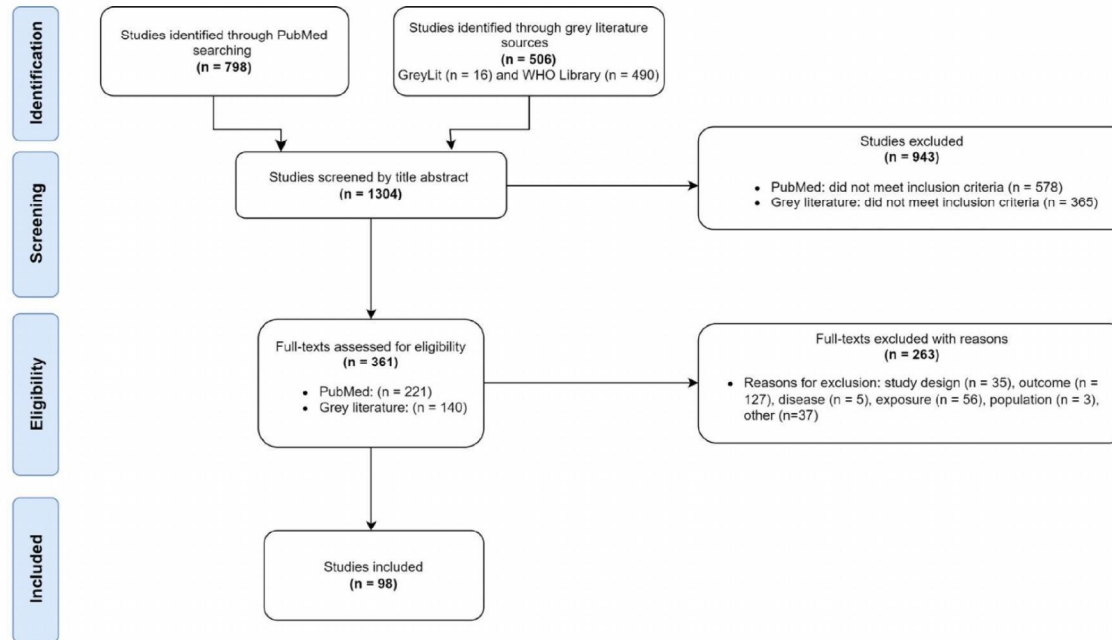 Identification
Studies identified through PubMed
searching
(n = 798)
Studies identified through grey literature
sources
(n = 506)
GreyLit (n = 16) and WHO Library (n = 490)
Screening
Studies screened by title abstract
(n = 1304)
Studies excluded
(n = 943)
• PubMed: did not meet inclusion criteria (n = 578)
• Grey literature: did not meet inclusion criteria (n = 365)
Eligibility
Full-texts assessed for eligibility
(n = 361)
• PubMed: (n = 221)
• Grey literature: (n = 140)
Full-texts excluded with reasons
(n = 263)
• Reasons for exclusion: study design (n = 35), outcome (n =
127), disease (n = 5), exposure (n = 56), population (n = 3),
other (n=37)
Included
Studies included
(n = 98)